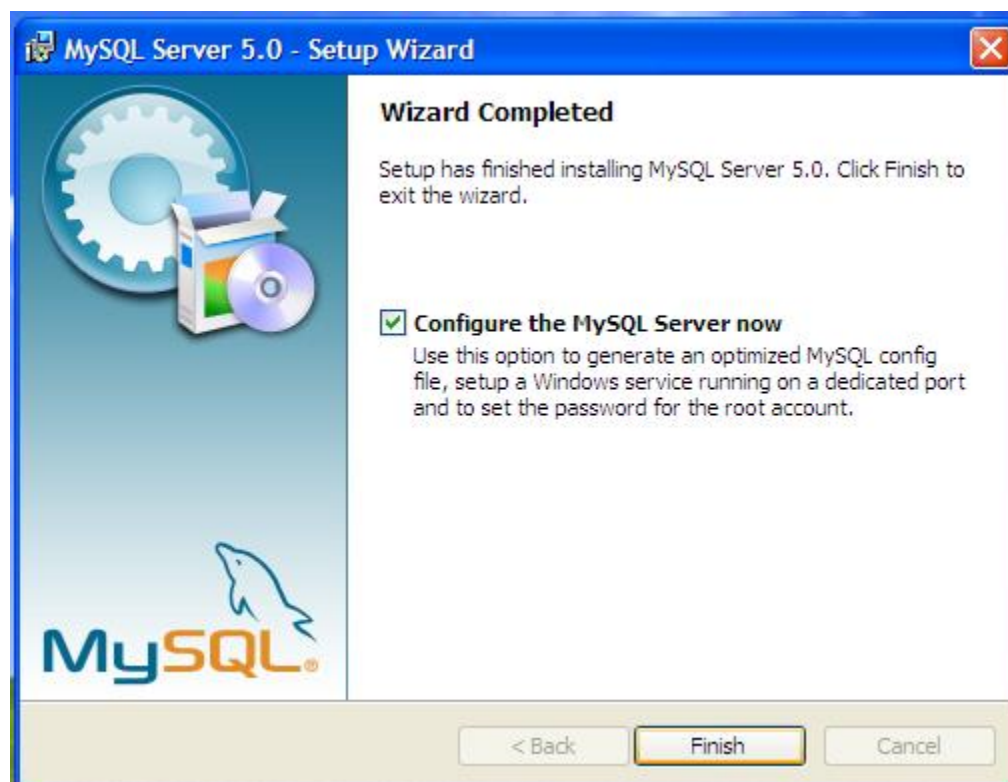 MySQL Server 5.0 - Setup Wizard
Wizard Completed
Setup has finished installing MySQL Server 5.0. Click Finish to
exit the wizard.
Configure the MySQL Server now
Use this option to generate an optimized MySQL config
file, setup a Windows service running on a dedicated port
and to set the password for the root account.
MySQL®
< Back
Finish
Cancel